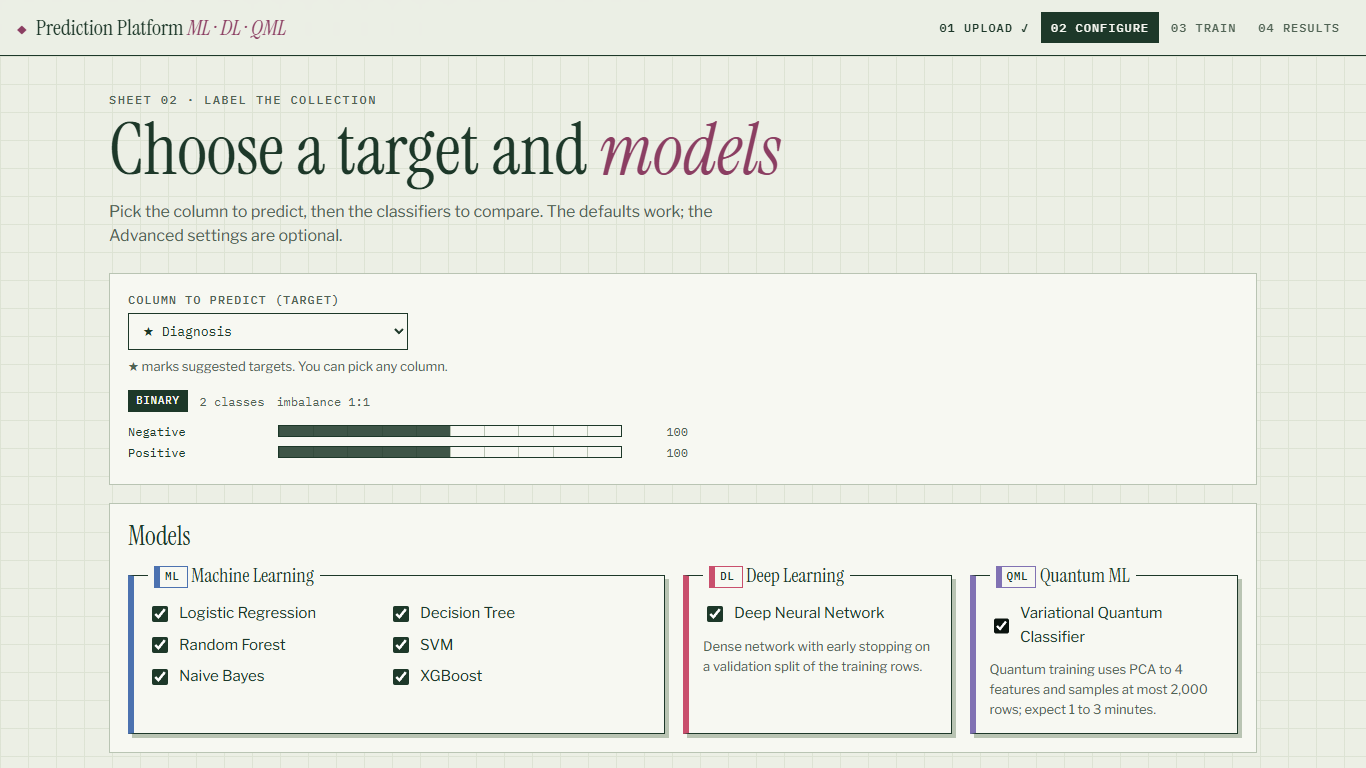 ◆ Prediction Platform ML · DL · QML
01 UPLOAD ✓ 02 CONFIGURE 03 TRAIN 04 RESULTS
SHEET 02 · LABEL THE COLLECTION
Choose a target and models
Pick the column to predict, then the classifiers to compare. The defaults work; the
Advanced settings are optional.
COLUMN TO PREDICT (TARGET)
★ Diagnosis
★ marks suggested targets. You can pick any column.
BINARY 2 classes imbalance 1:1
Negative 100
Positive 100
Models
ML Machine Learning
Logistic Regression
Decision Tree
Random Forest
SVM
Naive Bayes
XGBoost
DL Deep Learning
Deep Neural Network
Dense network with early stopping on
a validation split of the training rows.
QML Quantum ML
Variational Quantum
Classifier
Quantum training uses PCA to 4
features and samples at most 2,000
rows; expect 1 to 3 minutes.